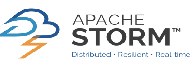 APACHE
STORM™
Distributed · Resilient · Real-time